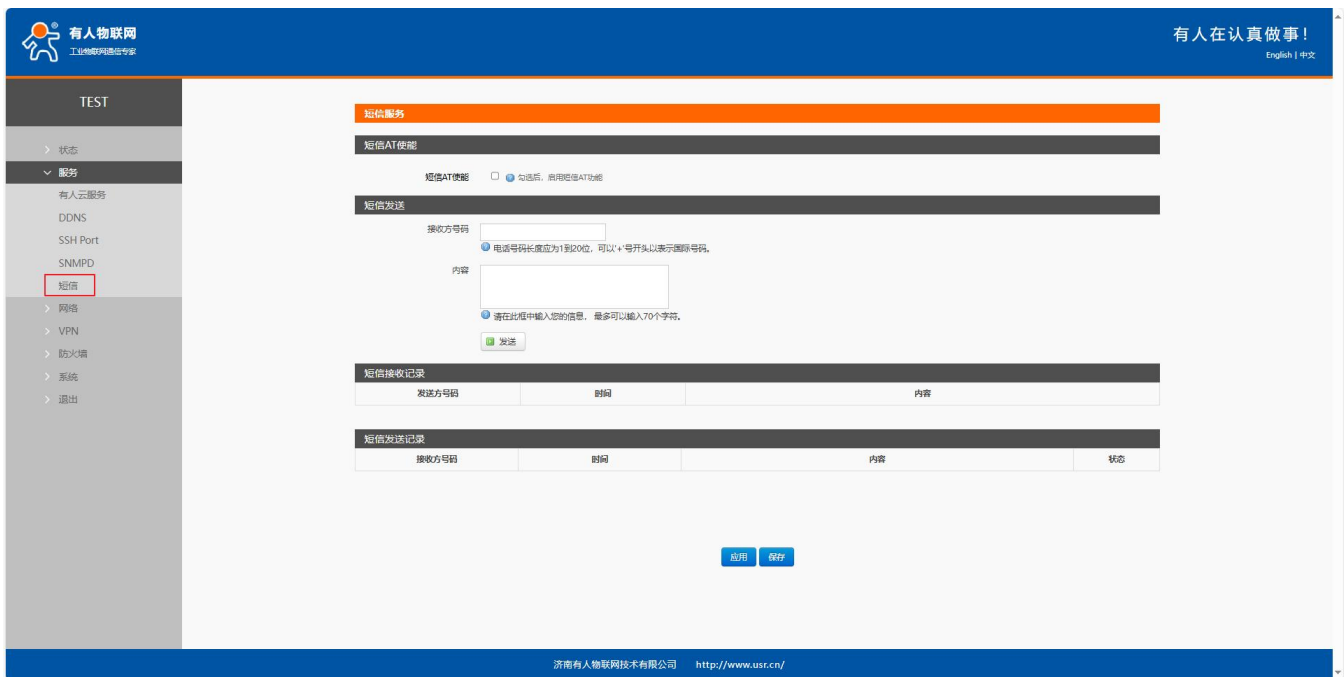 有人物联网
工业物联网通信专家
有人在认真做事！
English | 中文
TEST
状态
服务
有人云服务
DDNS
SSH Port
SNMPD
短信
网络
VPN
防火墙
系统
退出
短信服务
短信AT使能
短信AT使能 勾选后，启用短信AT功能
短信发送
接收方号码
电话号码长度应为1到20位，可以'+'号开头以表示国际号码。
内容
请在此框中输入您的信息， 最多可以输入70个字符。
发送
短信接收记录
发送方号码 时间 内容
短信发送记录
接收方号码 时间 内容 状态
应用 保存
济南有人物联网技术有限公司 http://www.usr.cn/